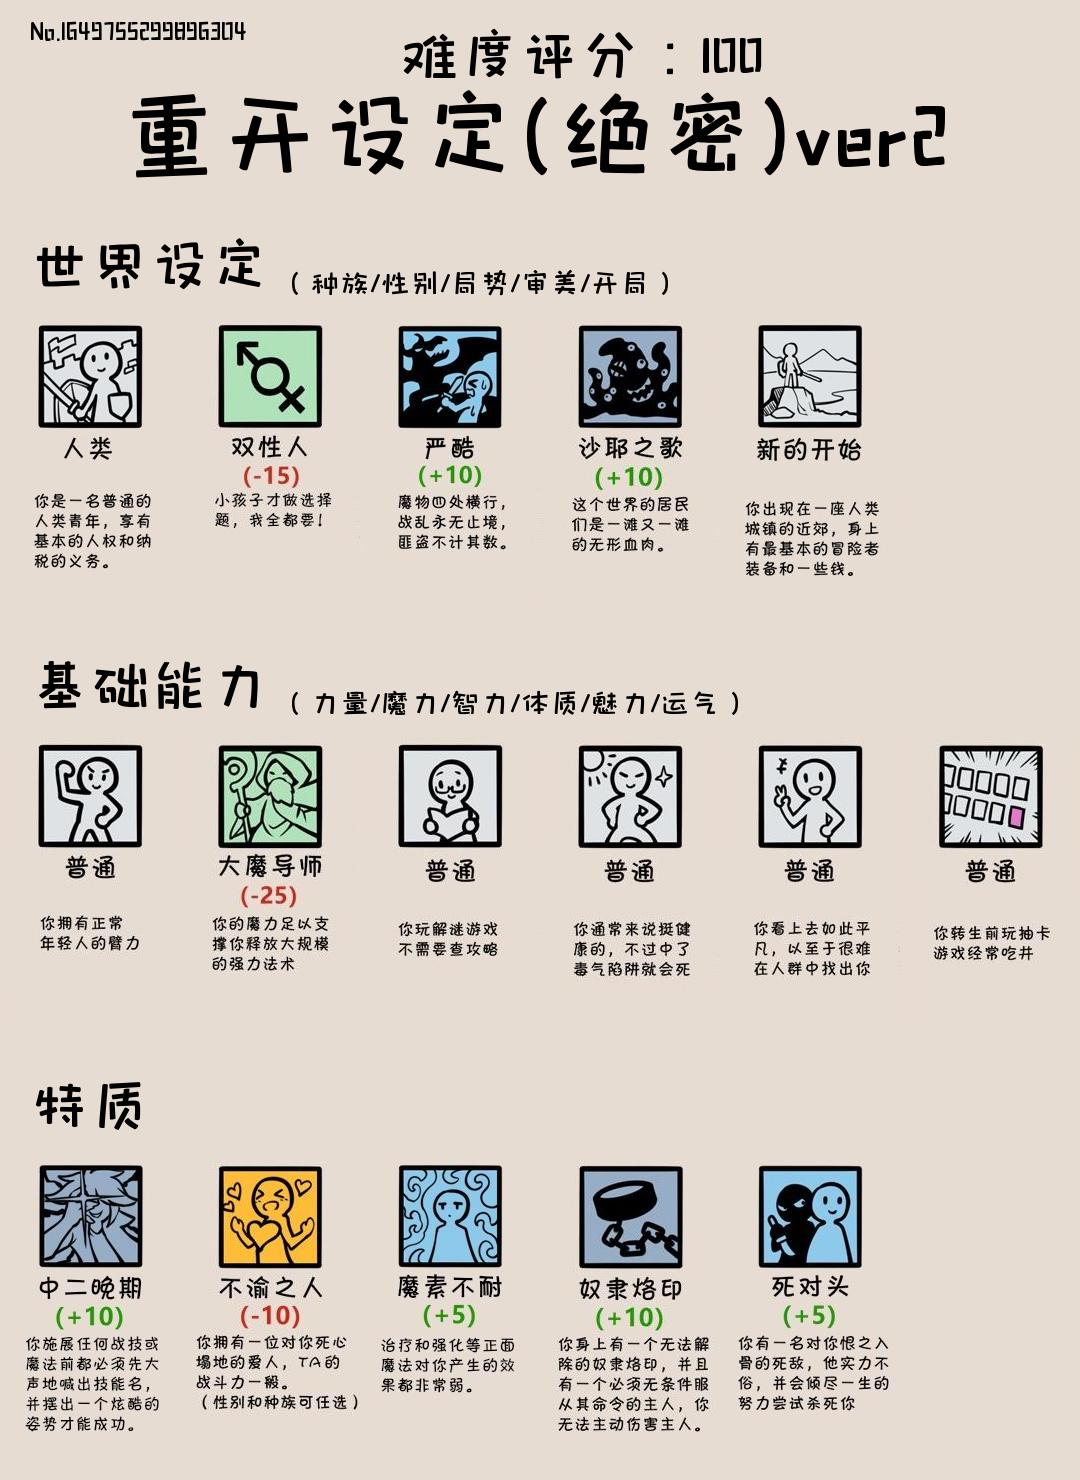 No.1649755299896304
难度评分：100
重开设定(绝密)ver2
世界设定（种族/性别/局势/审美/开局）
人类
你是一名普通的
人类青年，享有
基本的人权和纳
税的义务。
双性人
(-15)
小孩子才做选择
题，我全都要！
严酷
(+10)
魔物四处横行，
战乱永无止境，
匪盗不计其数。
沙耶之歌
(+10)
这个世界的居民
们是一滩又一滩
的无形血肉。
新的开始
你出现在一座人类
城镇的近郊，身上
有最基本的冒险者
装备和一些钱。
基础能力（力量/魔力/智力/体质/魅力/运气）
普通
你拥有正常
年轻人的臂力
大魔导师
(-25)
你的魔力足以支
撑你释放大规模
的强力法术
普通
你玩解谜游戏
不需要查攻略
普通
你通常来说挺健
康的，不过中了
毒气陷阱就会死
普通
你看上去如此平
凡，以至于很难
在人群中找出你
普通
你转生前玩抽卡
游戏经常吃井
特质
中二晚期
(+10)
你施展任何战技或
魔法前都必须先大
声地喊出技能名，
并摆出一个炫酷的
姿势才能成功。
不渝之人
(-10)
你拥有一位对你死心
塌地的爱人，TA的
战斗力一般。
（性别和种族可任选）
魔素不耐
(+5)
治疗和强化等正面
魔法对你产生的效
果都非常弱。
奴隶烙印
(+10)
你身上有一个无法解
除的奴隶烙印，并且
有一个必须无条件服
从其命令的主人，你
无法主动伤害主人。
死对头
(+5)
你有一名对你恨之入
骨的死敌，他实力不
俗，并会倾尽一生的
努力尝试杀死你